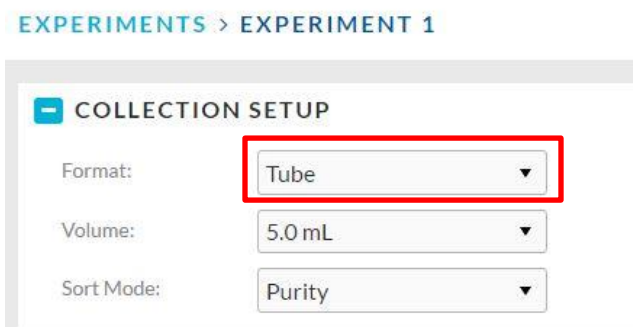 EXPERIMENTS > EXPERIMENT 1
COLLECTION SETUP
Format: Tube
Volume: 5.0 mL
Sort Mode: Purity